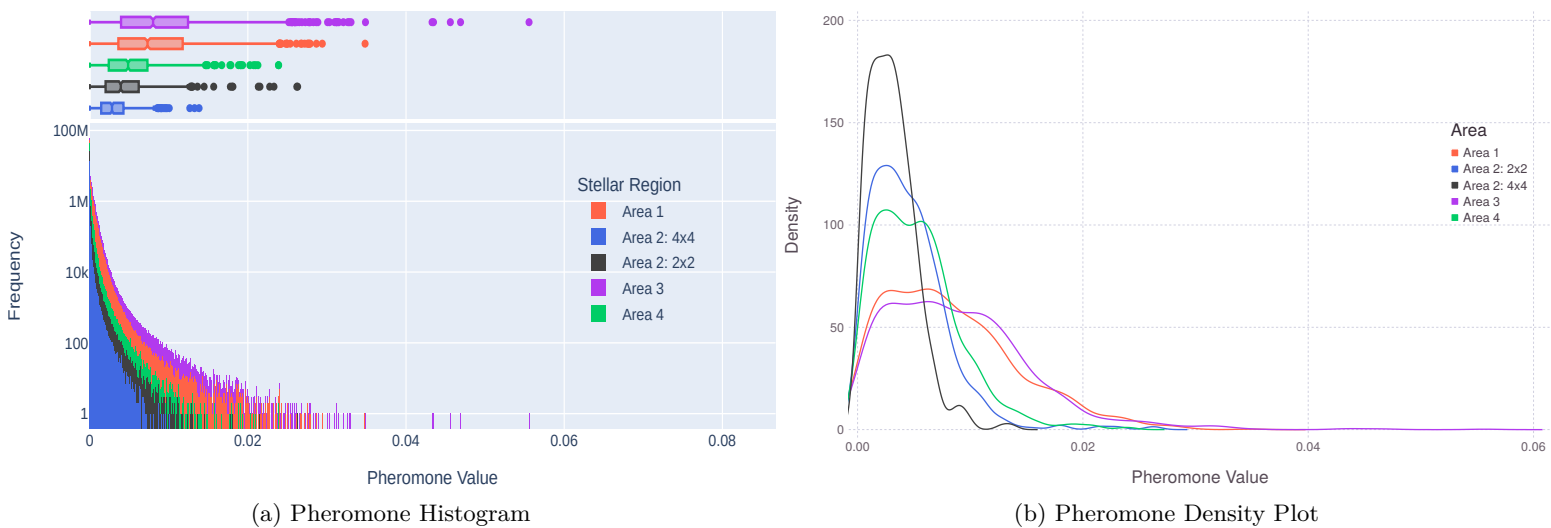 100M
1M
10k
100
1
Frequency
0
0.02
0.04
0.06
0.08
Pheromone Value
Stellar Region
Area 1
Area 2: 4x4
Area 2: 2x2
Area 3
Area 4
(a) Pheromone Histogram
200
150
100
50
0
Density
0.00
0.02
0.04
0.06
Pheromone Value
Area
Area 1
Area 2: 2x2
Area 2: 4x4
Area 3
Area 4
(b) Pheromone Density Plot